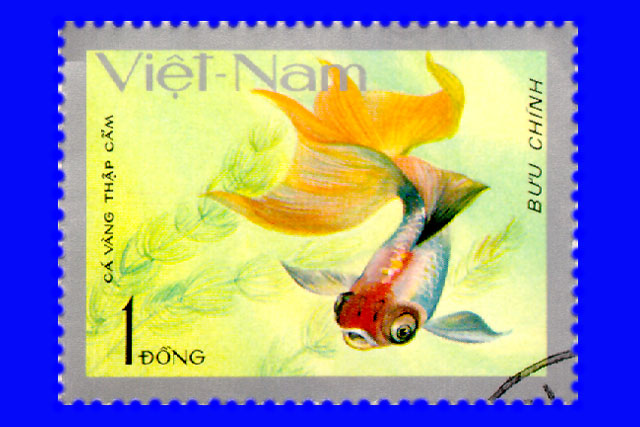 Việt-Nam
BƯU CHÍNH
CÁ VÀNG THẬP CẨM
1 ĐỒNG